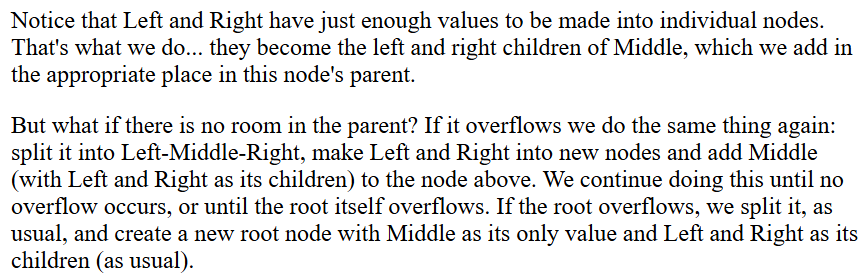 Notice that Left and Right have just enough values to be made into individual nodes.
That's what we do... they become the left and right children of Middle, which we add in
the appropriate place in this node's parent.
But what if there is no room in the parent? If it overflows we do the same thing again:
split it into Left-Middle-Right, make Left and Right into new nodes and add Middle
(with Left and Right as its children) to the node above. We continue doing this until no
overflow occurs, or until the root itself overflows. If the root overflows, we split it, as
usual, and create a new root node with Middle as its only value and Left and Right as its
children (as usual).